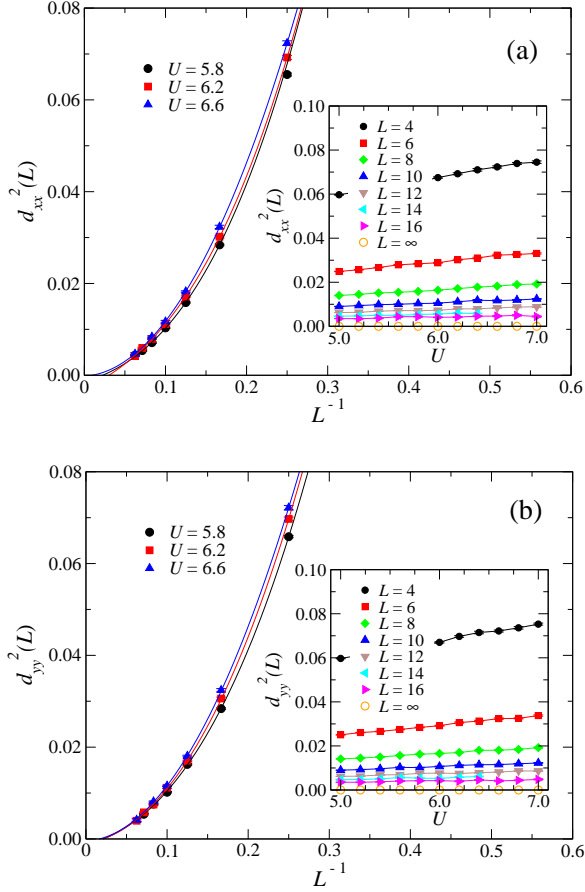 0.08
(a)
U = 5.8
U = 6.2
U = 6.6
0.06
0.04
0.02
0.00
d_xx^2(L)
0.10
0.08
0.06
0.04
0.02
0.00
d_xx^2(L)
L = 4
L = 6
L = 8
L = 10
L = 12
L = 14
L = 16
L = ∞
5.0 6.0 7.0
U
0 0.1 0.2 0.3 0.4 0.5 0.6
L^-1
0.08
(b)
U = 5.8
U = 6.2
U = 6.6
0.06
0.04
0.02
0.00
d_yy^2(L)
0.10
0.08
0.06
0.04
0.02
0.00
d_yy^2(L)
L = 4
L = 6
L = 8
L = 10
L = 12
L = 14
L = 16
L = ∞
5.0 6.0 7.0
U
0 0.1 0.2 0.3 0.4 0.5 0.6
L^-1